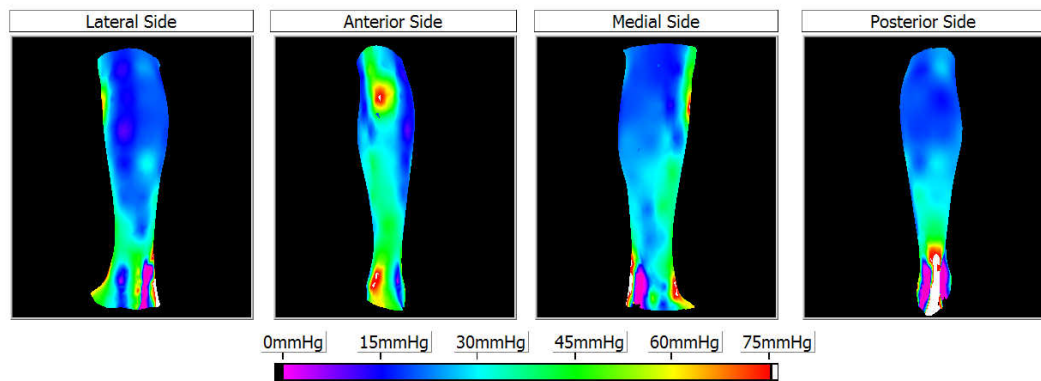 Lateral Side
Anterior Side
Medial Side
Posterior Side
0mmHg
15mmHg
30mmHg
45mmHg
60mmHg
75mmHg